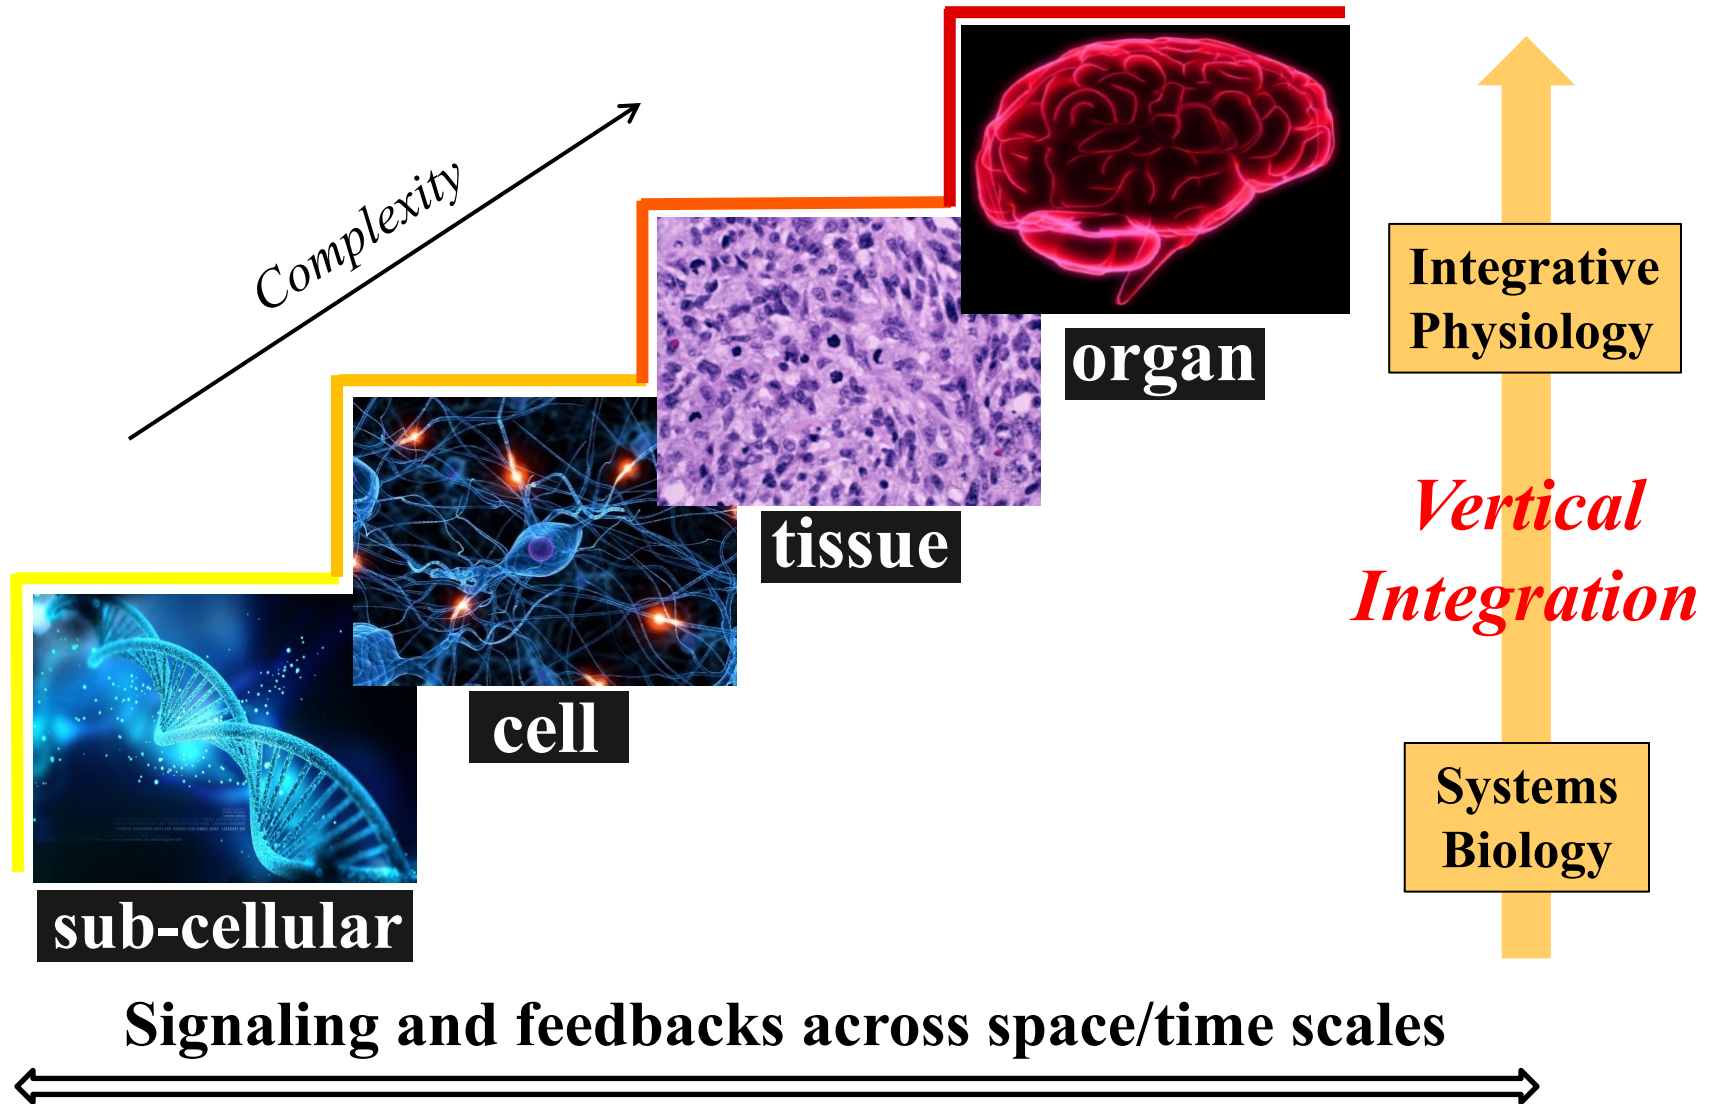 Complexity
organ
tissue
cell
sub-cellular
Integrative
Physiology
Vertical
Integration
Systems
Biology
Signaling and feedbacks across space/time scales